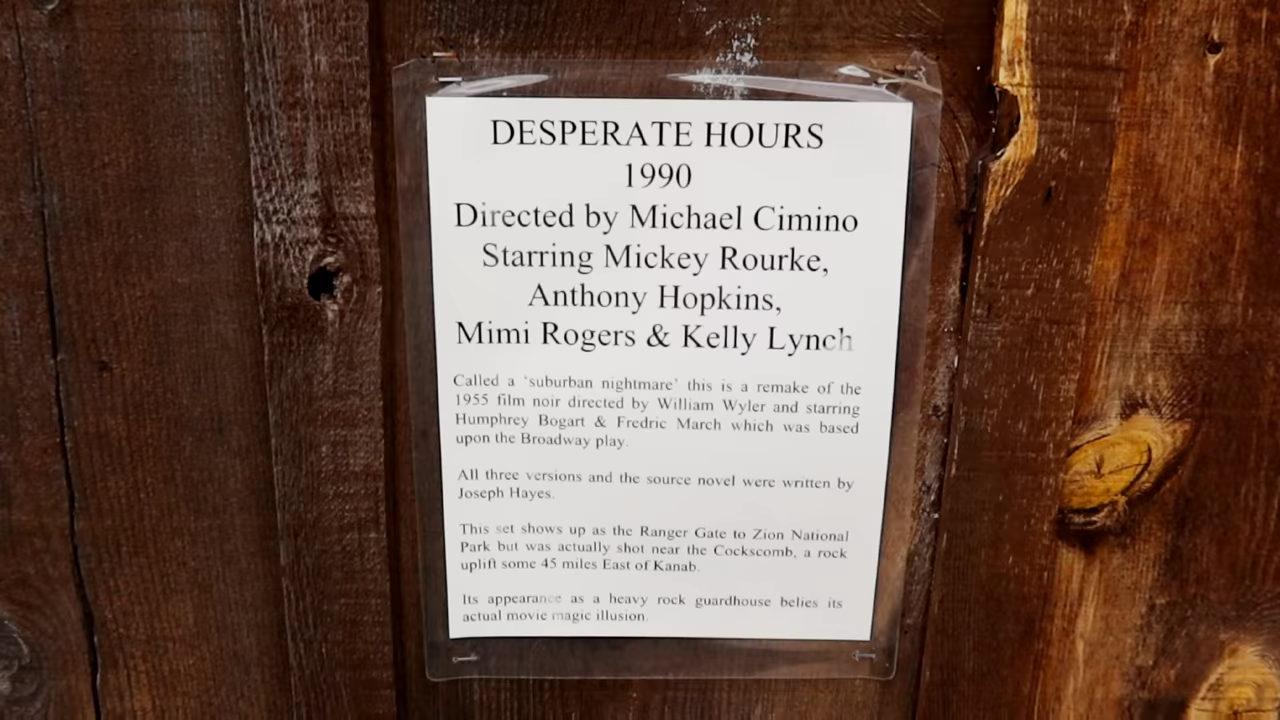 DESPERATE HOURS
1990
Directed by Michael Cimino
Starring Mickey Rourke,
Anthony Hopkins,
Mimi Rogers & Kelly Lynch
Called a 'suburban nightmare' this is a remake of the
1955 film noir directed by William Wyler and starring
Humphrey Bogart & Fredric March which was based
upon the Broadway play.
All three versions and the source novel were written by
Joseph Hayes.
This set shows up as the Ranger Gate to Zion National
Park but was actually shot near the Cockscomb, a rock
uplift some 45 miles East of Kanab.
Its appearance as a heavy rock guardhouse belies its
actual movie magic illusion.